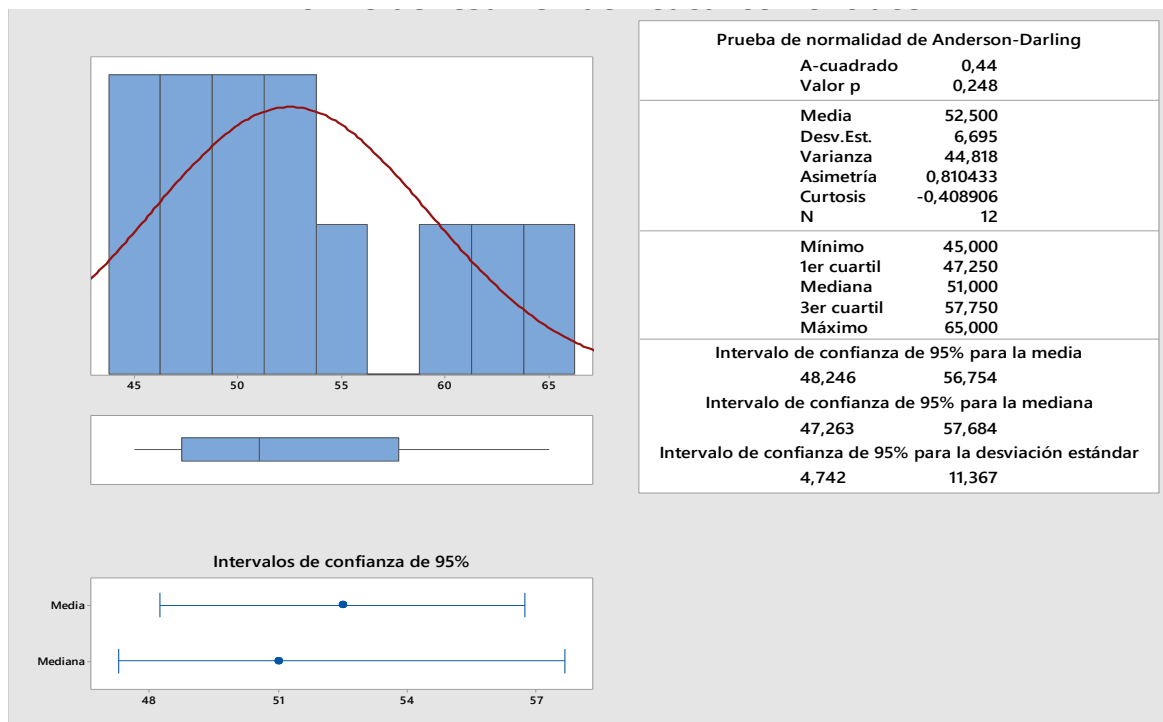 Prueba de normalidad de Anderson-Darling
A-cuadrado 0,44
Valor p 0,248
Media 52,500
Desv.Est. 6,695
Varianza 44,818
Asimetría 0,810433
Curtosis -0,408906
N 12
Mínimo 45,000
1er cuartil 47,250
Mediana 51,000
3er cuartil 57,750
Máximo 65,000
Intervalo de confianza de 95% para la media
48,246 56,754
Intervalo de confianza de 95% para la mediana
47,263 57,684
Intervalo de confianza de 95% para la desviación estándar
4,742 11,367
45 50 55 60 65
Intervalos de confianza de 95%
Media
Mediana
48 51 54 57